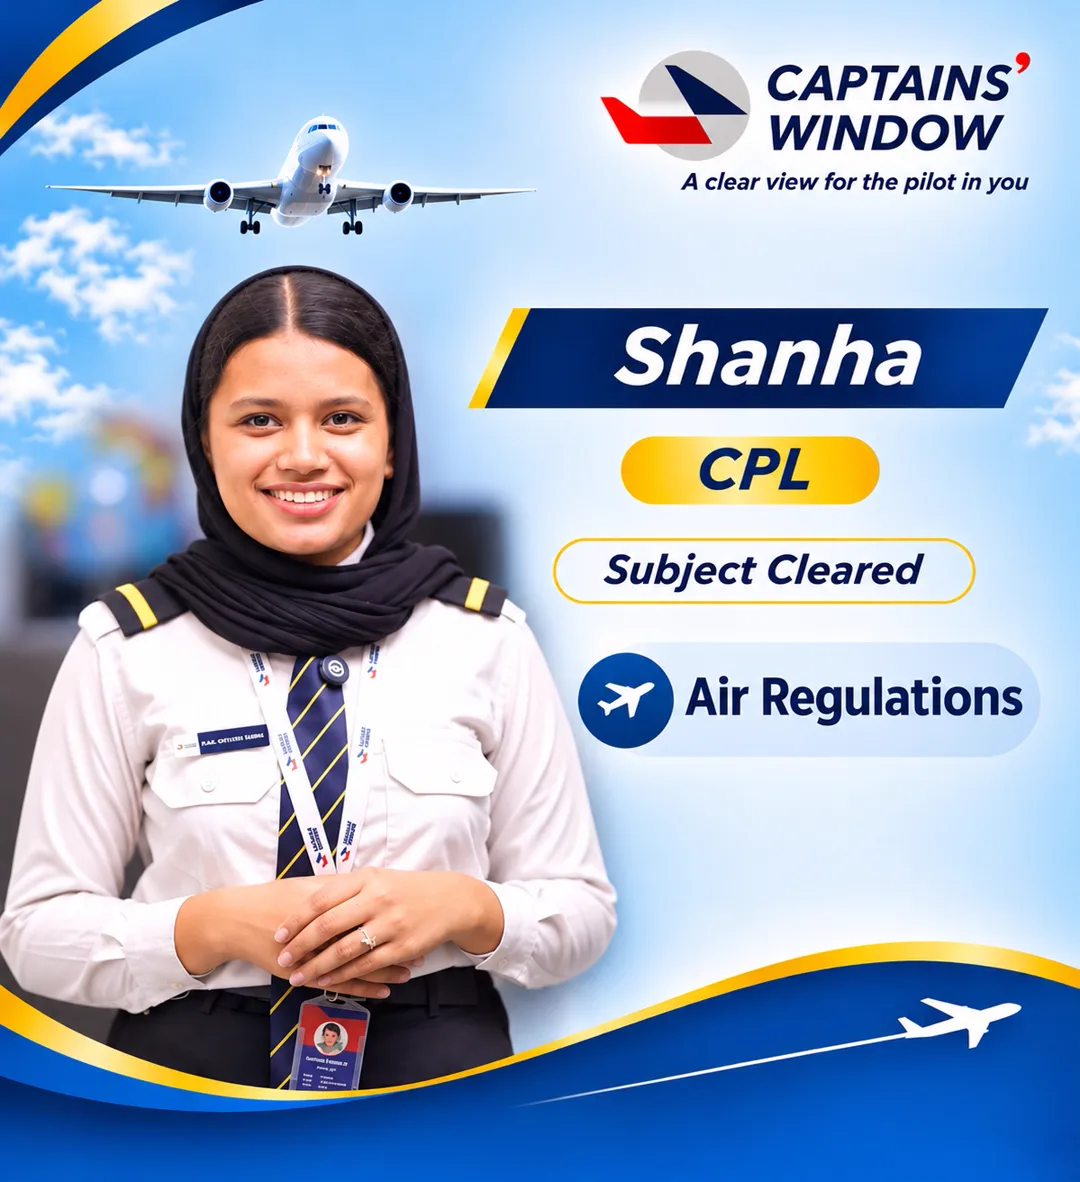 CAPTAINS’
WINDOW
A clear view for the pilot in you
Shanha
CPL
Subject Cleared
Air Regulations